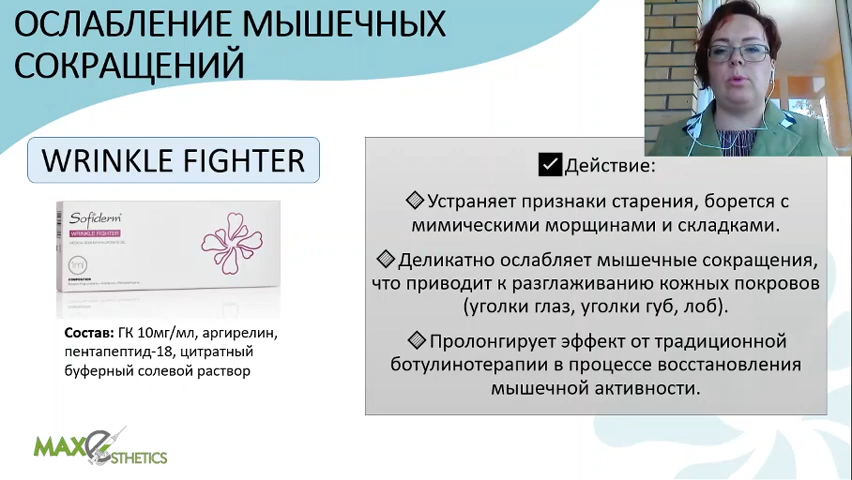 ОСЛАБЛЕНИЕ МЫШЕЧНЫХ
СОКРАЩЕНИЙ
WRINKLE FIGHTER
Sofiderm
WRINKLE FIGHTER
1ml
COMPOSITION
Состав: ГК 10мг/мл, аргирелин,
пентапептид-18, цитратный
буферный солевой раствор
Действие:
Устраняет признаки старения, борется с
мимическими морщинами и складками.
Деликатно ослабляет мышечные сокращения,
что приводит к разглаживанию кожных покровов
(уголки глаз, уголки губ, лоб).
Пролонгирует эффект от традиционной
ботулинотерапии в процессе восстановления
мышечной активности.
MAX eSTHETICS